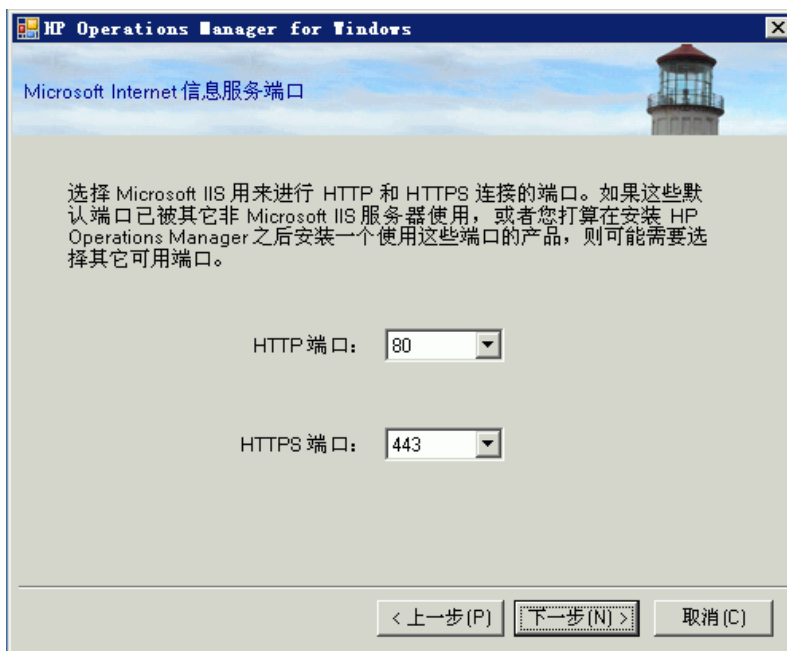 HP Operations Manager for Windows
Microsoft Internet 信息服务端口
选择 Microsoft IIS 用来进行 HTTP 和 HTTPS 连接的端口。如果这些默
认端口已被其它非 Microsoft IIS 服务器使用，或者您打算在安装 HP
Operations Manager 之后安装一个使用这些端口的产品，则可能需要选
择其它可用端口。
HTTP 端口： 80
HTTPS 端口： 443
< 上一步(P) 下一步(N) > 取消(C)